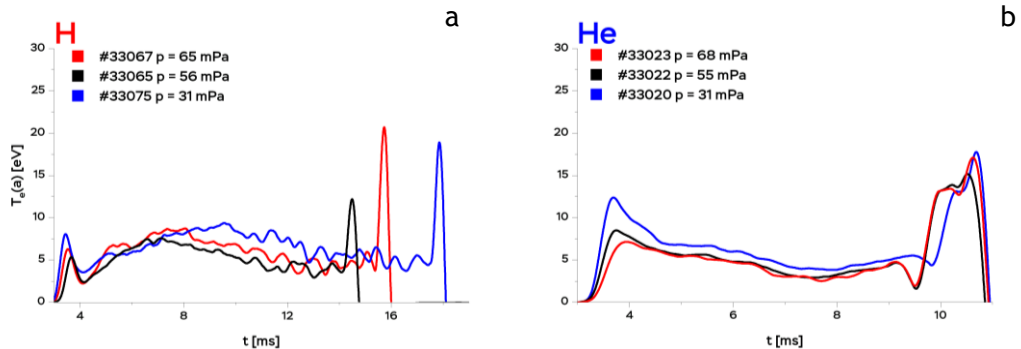 a
H
#33067 p = 65 mPa
#33065 p = 56 mPa
#33075 p = 31 mPa
30
25
20
15
10
5
0
Te(a) [eV]
4
8
12
16
t [ms]
b
He
#33023 p = 68 mPa
#33022 p = 55 mPa
#33020 p = 31 mPa
30
25
20
15
10
5
0
4
6
8
10
t [ms]